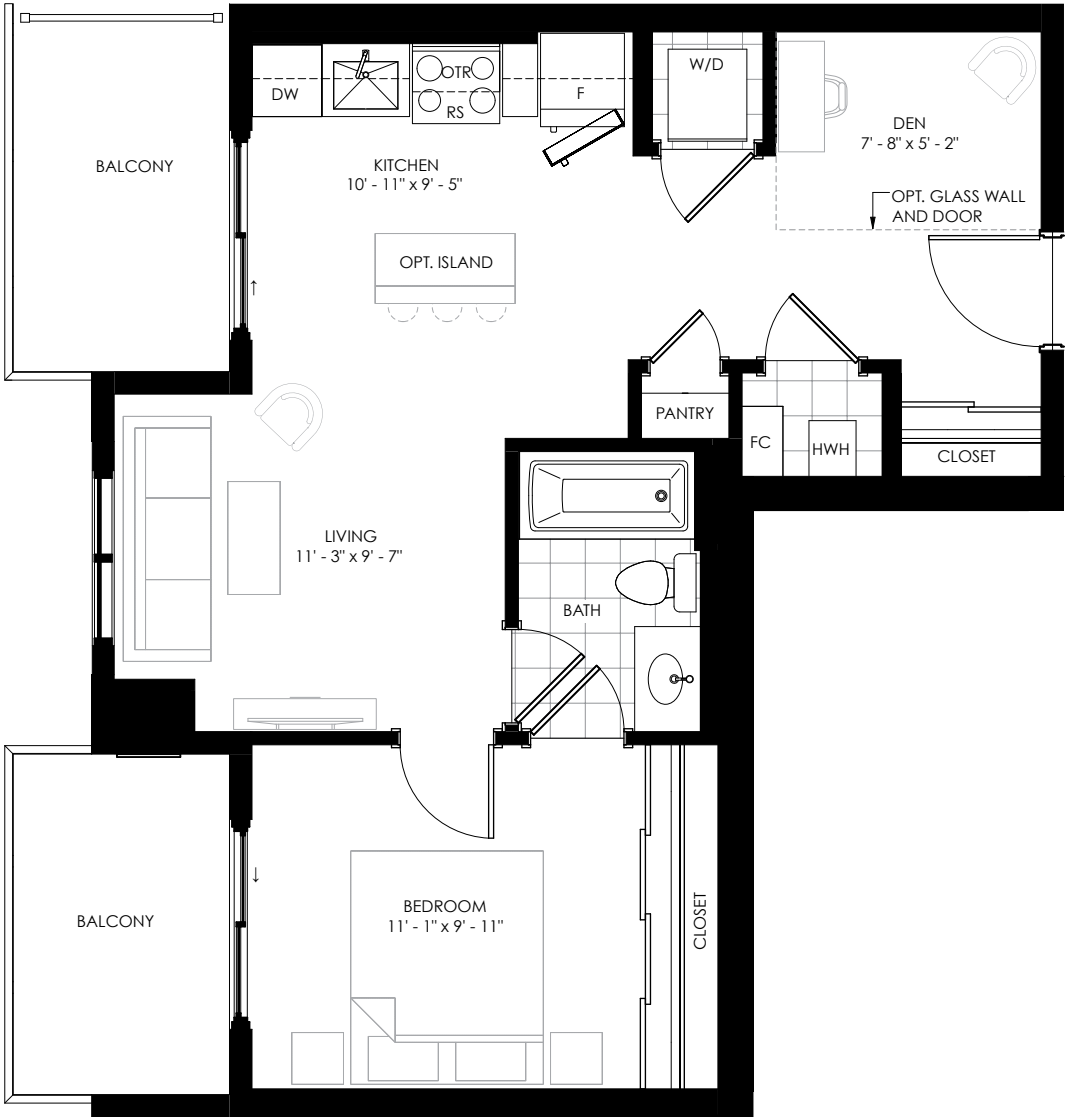 W/D
OTR
DW
F
RS
DEN
7' - 8" x 5' - 2"
BALCONY
KITCHEN
10' - 11" x 9' - 5"
OPT. GLASS WALL
AND DOOR
OPT. ISLAND
↑
PANTRY
FC
HWH
CLOSET
LIVING
11' - 3" x 9' - 7"
BATH
↓
BEDROOM
11' - 1" x 9' - 11"
BALCONY
CLOSET